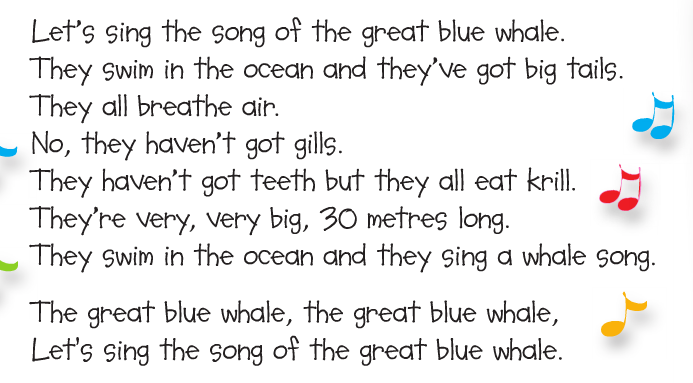 Let's sing the song of the great blue whale.
They swim in the ocean and they've got big tails.
They all breathe air.
No, they haven't got gills.
They haven't got teeth but they all eat krill.
They're very, very big, 30 metres long.
They swim in the ocean and they sing a whale song.
The great blue whale, the great blue whale,
Let's sing the song of the great blue whale.